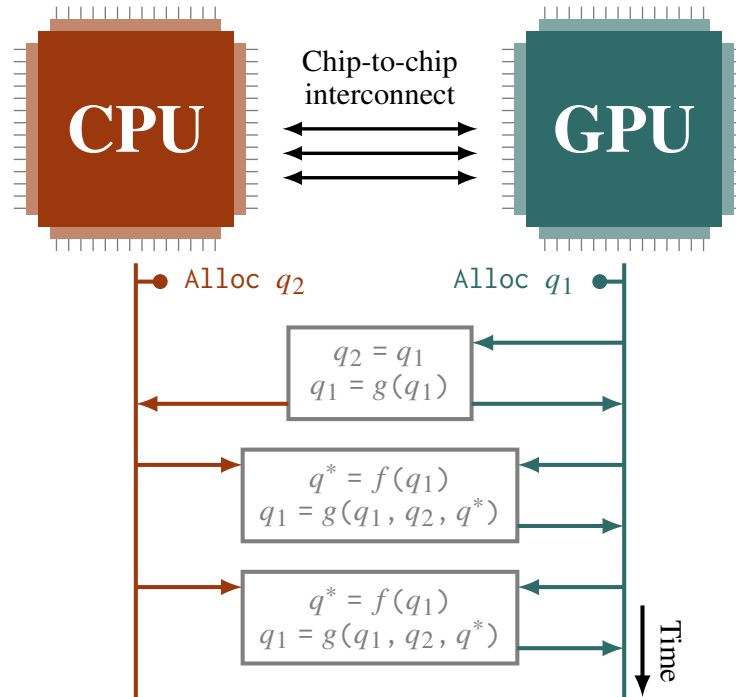 CPU
Chip-to-chip
interconnect
GPU
Alloc q₂
Alloc q₁
q₂ = q₁
q₁ = g(q₁)
q* = f(q₁)
q₁ = g(q₁, q₂, q*)
q* = f(q₁)
q₁ = g(q₁, q₂, q*)
Time